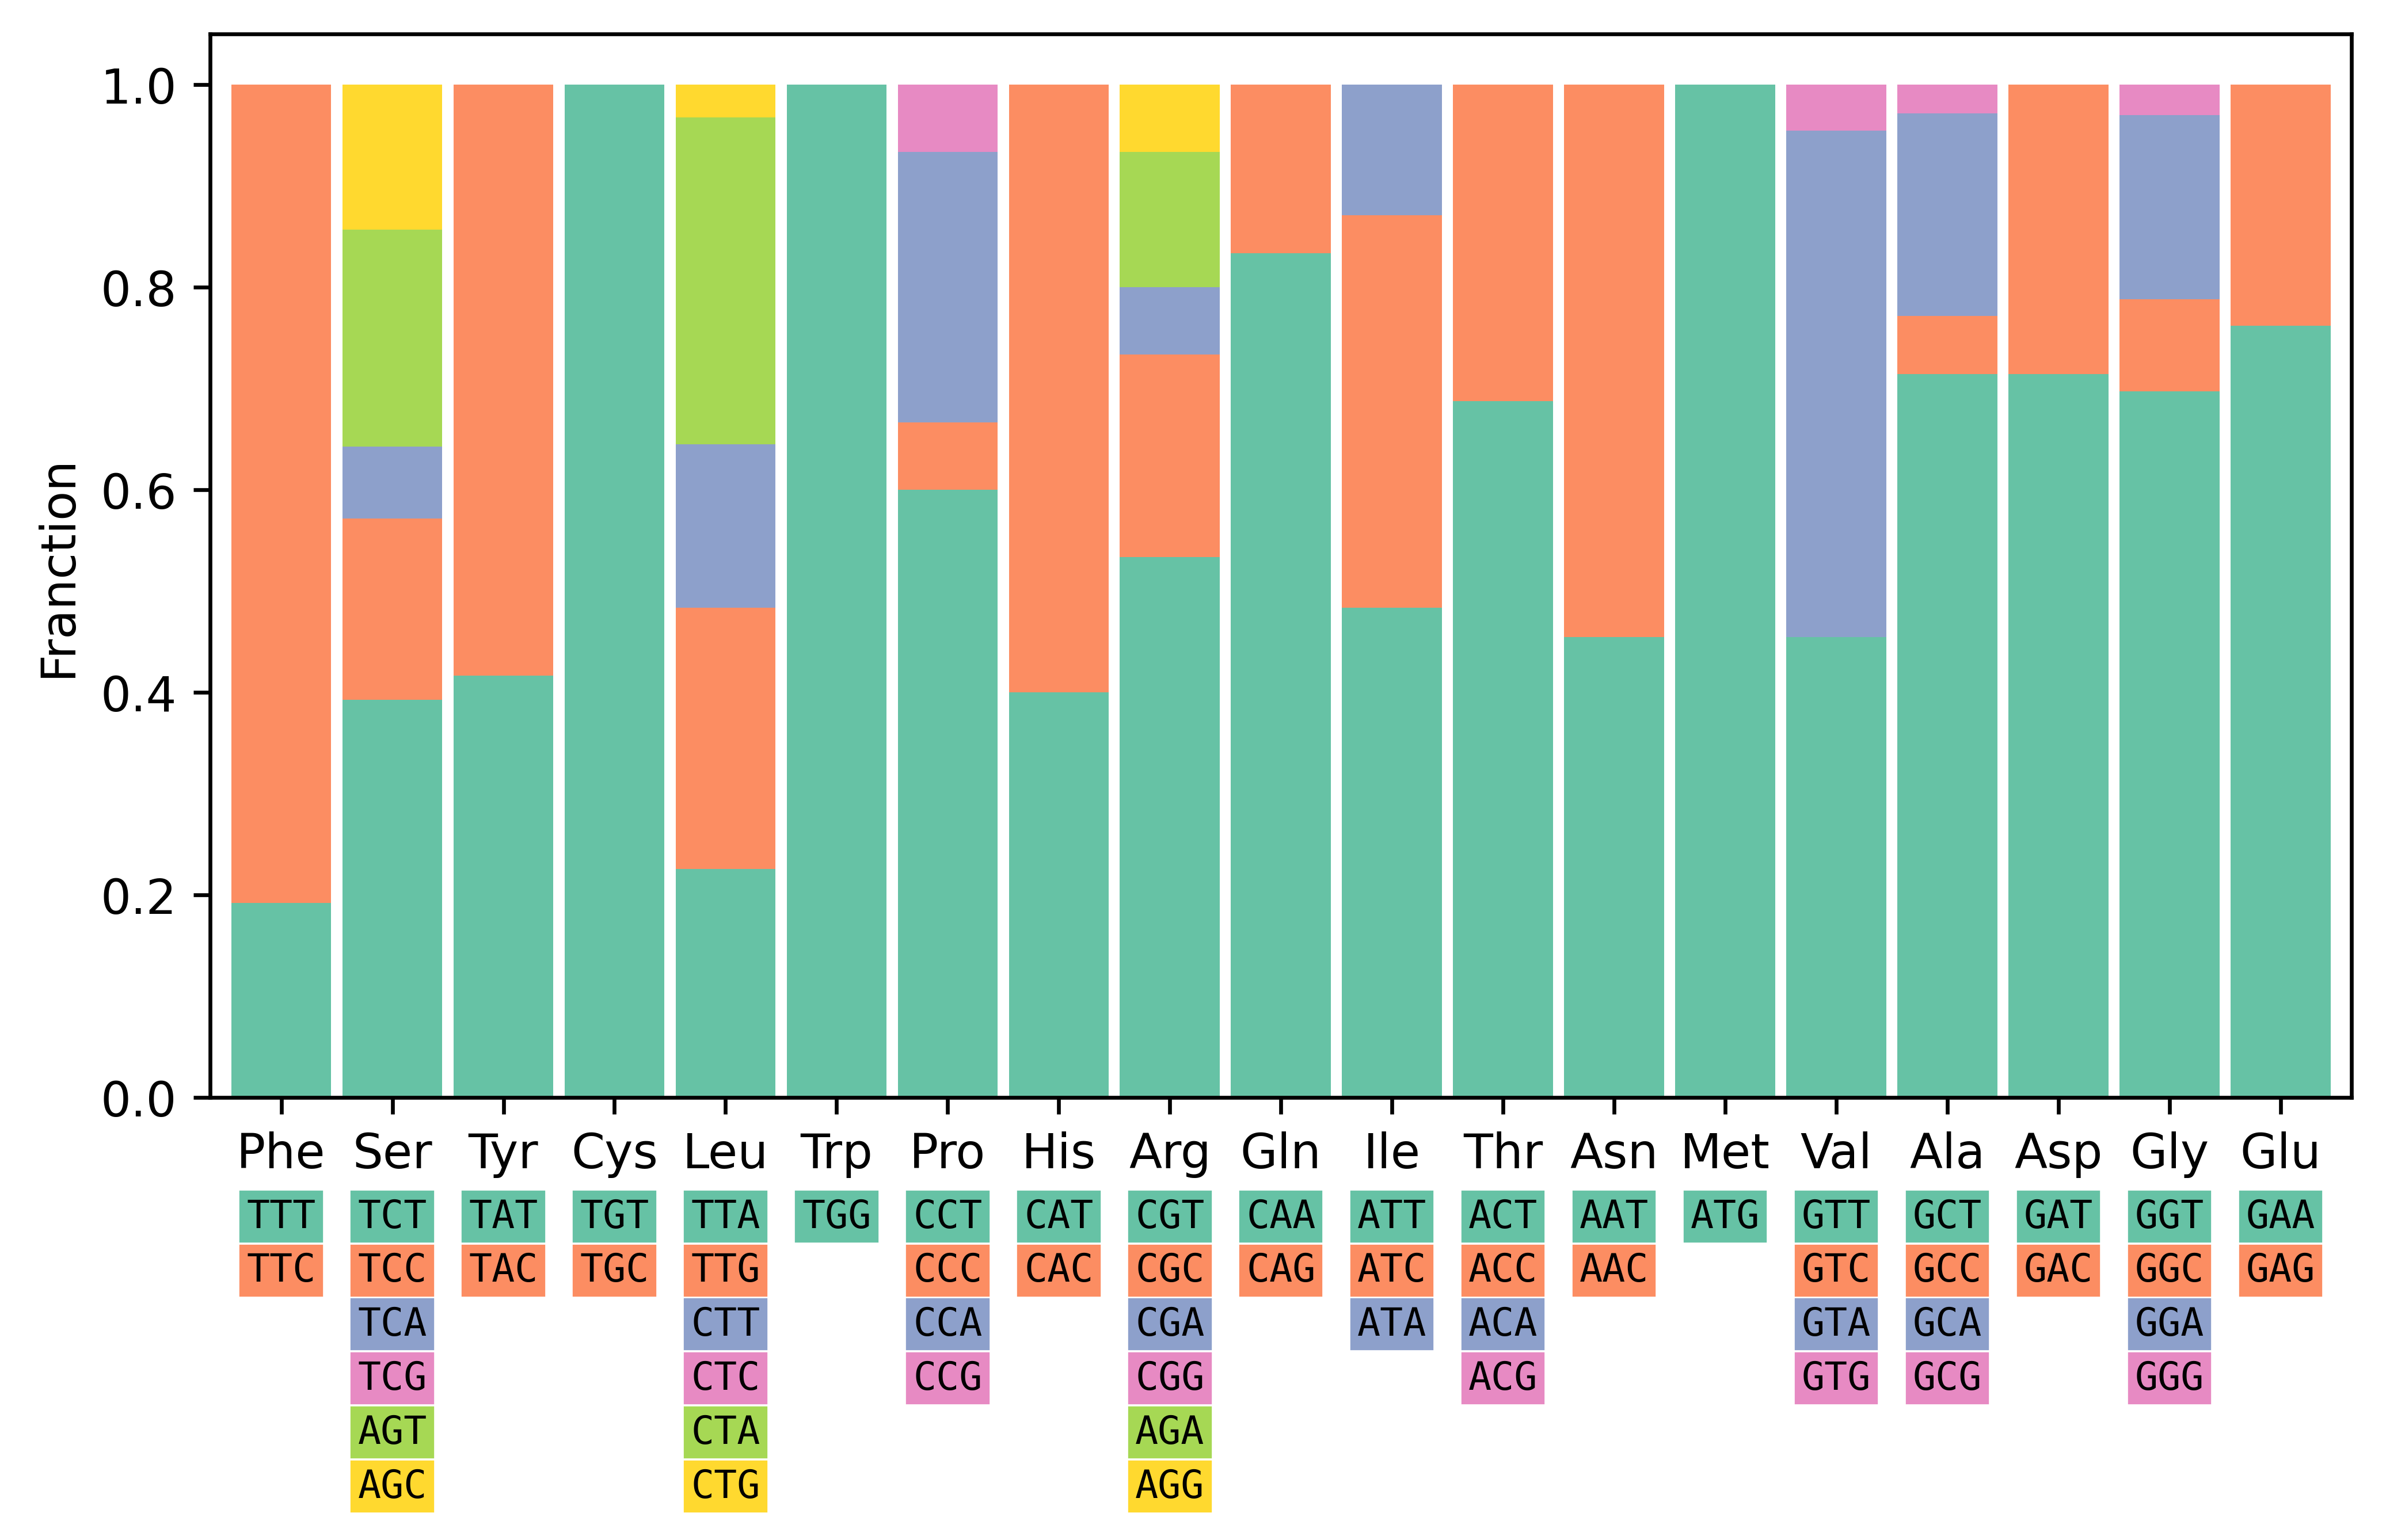 1.0
0.8
0.6
0.4
0.2
0.0
Franction
Phe Ser Tyr Cys Leu Trp Pro His Arg Gln Ile Thr Asn Met Val Ala Asp Gly Glu
TTT TCT TAT TGT TTA TGG CCT CAT CGT CAA ATT ACT AAT ATG GTT GCT GAT GGT GAA
TTC TCC TAC TGC TTG CCC CAC CGC CAG ATC ACC AAC GTC GCC GAC GGC GAG
TCA CTT CCA CGA ATA ACA GTA GCA GGA
TCG CTC CCG CGG ACG GTG GCG GGG
AGT CTA AGA
AGC CTG AGG